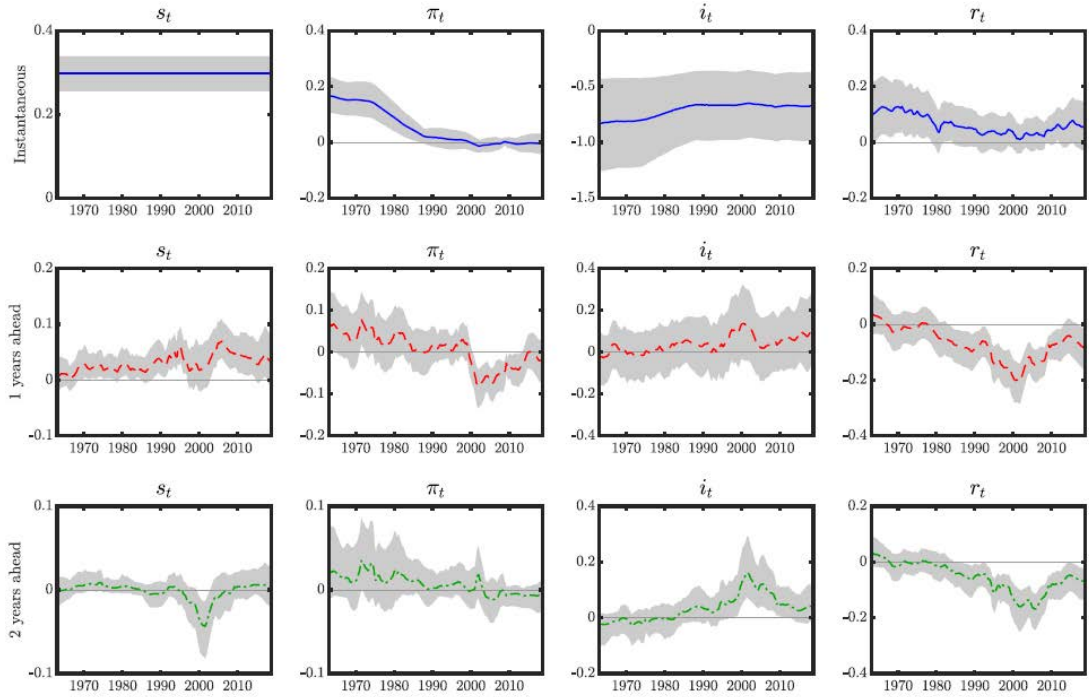 $s_t$ $\pi_t$ $i_t$ $r_t$
Instantaneous
0.4 0.4 0 0.4
0.2 -0.5 0.2
0.2
0 -1.0 0
0 -0.2 -1.5 -0.2
1970 1980 1990 2000 2010 1970 1980 1990 2000 2010 1970 1980 1990 2000 2010 1970 1980 1990 2000 2010
$s_t$ $\pi_t$ $i_t$ $r_t$
1 years ahead
0.2 0.2 0.4 0.2
0.1 0.1 0.2 0
0 0 0 -0.2
-0.1 -0.1 -0.2
-0.2 -0.4 -0.4
1970 1980 1990 2000 2010 1970 1980 1990 2000 2010 1970 1980 1990 2000 2010 1970 1980 1990 2000 2010
$s_t$ $\pi_t$ $i_t$ $r_t$
2 years ahead
0.1 0.1 0.4 0.2
0.05 0.2 0
0 0 0 -0.2
-0.05
-0.1 -0.1 -0.2 -0.4
1970 1980 1990 2000 2010 1970 1980 1990 2000 2010 1970 1980 1990 2000 2010 1970 1980 1990 2000 2010